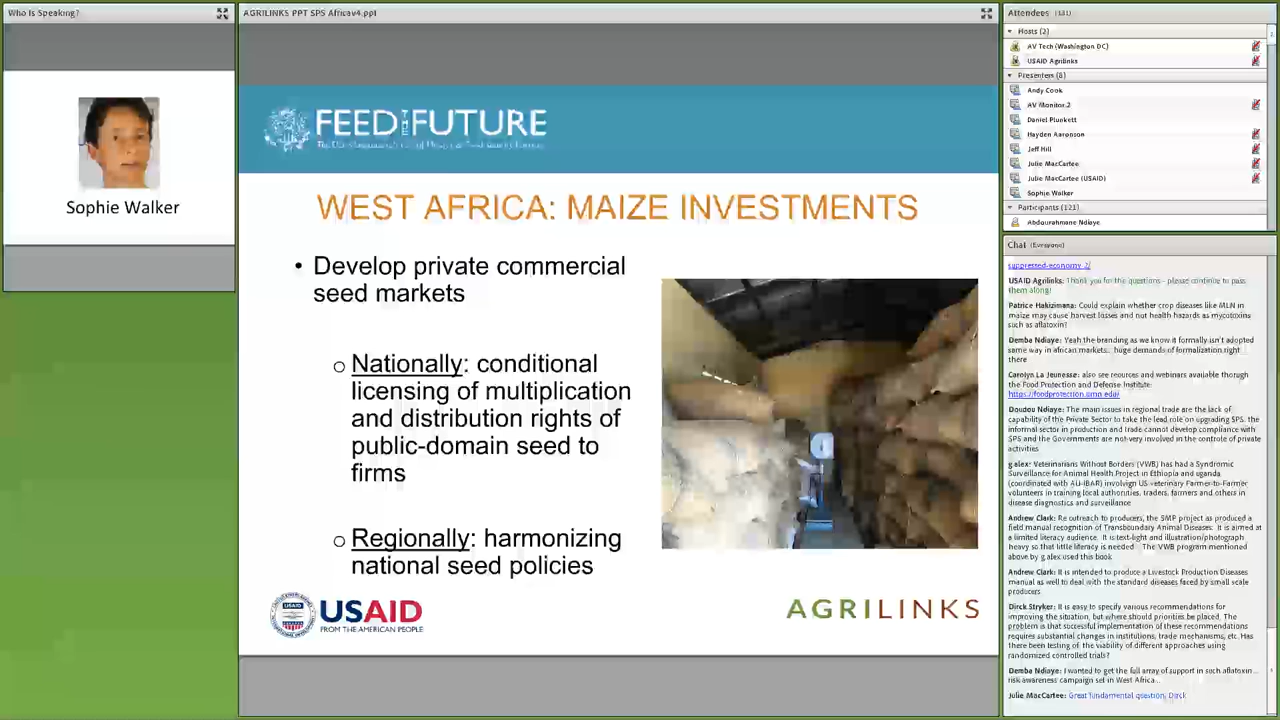 Who Is Speaking?
Sophie Walker
AGRILINKS PPT SPS Africav4.ppt
FEED THE FUTURE
WEST AFRICA: MAIZE INVESTMENTS
• Develop private commercial
seed markets
o Nationally: conditional
licensing of multiplication
and distribution rights of
public-domain seed to
firms
o Regionally: harmonizing
national seed policies
USAID
FROM THE AMERICAN PEOPLE
AGRILINKS
Attendees (131)
Hosts (2)
AV Tech (Washington DC)
USAID Agrilinks
Presenters (8)
Andy Cook
AV Monitor 2
Daniel Plunkett
Hayden Aaronson
Jeff Hill
Julie MacCartee
Julie MacCartee (USAID)
Sophie Walker
Participants (121)
Abdourahmane Ndiaye
Chat (Everyone)
suppressed-economy-2/
USAID Agrilinks: Thank you for the questions - please continue to pass
them along!
Patrice Hakizimana: Could explain whether crop diseases like MLN in
maize may cause harvest losses and not health hazards as mycotoxins
such as aflatoxin?
Demba Ndiaye: Yeah the branding as we know it formally isn't adopted
same way in african markets.. huge demands of formalization right
there
Carolyn La Jeunesse: also see reources and webinars available thorugh
the Food Protection and Defense Institute:
https://foodprotection.umn.edu/
Doudou Ndiaye: The main issues in regional trade are the lack of
capability of the Private Sector to take the lead role on upgrading SPS. the
informal sector in production and trade cannot develop compliance with
SPS and the Governments are not very involved in the controle of private
activities
g.alex: Veterinarians Without Borders (VWB) has had a Syndromic
Surveillance for Animal Health Project in Ethiopia and uganda
(coordinated with AU-IBAR) involvign US veterinary Farmer-to-Farmer
volunteers in training local authorities, traders, farmers and others in
disease diagnostics and surveillance
Andrew Clark: Re outreach to producers, the SMP project as produced a
field manual recognition of Transboundary Animal Diseases. It is aimed at
a limited literacy audience. It is text-light and illustration/photograph
heavy so that little literacy is needed The VWB program mentioned
above by g.alex used this book
Andrew Clark: It is intended to produce a Livestock Production Diseases
manual as well to deal with the standard diseases faced by small scale
producers
Dirck Stryker: It is easy to specify various recommendations for
improving the situation, but where should priorities be placed. The
problem is that successful implementation of these recommendations
requires substantial changes in institutions, trade mechanisms, etc. Has
there been testing of the viability of different approaches using
randomized controlled trials?
Demba Ndiaye: I wanted to get the full array of support in such aflatoxin...
risk awareness campaign set in West Africa...
Julie MacCartee: Great fundamental question, Dirck